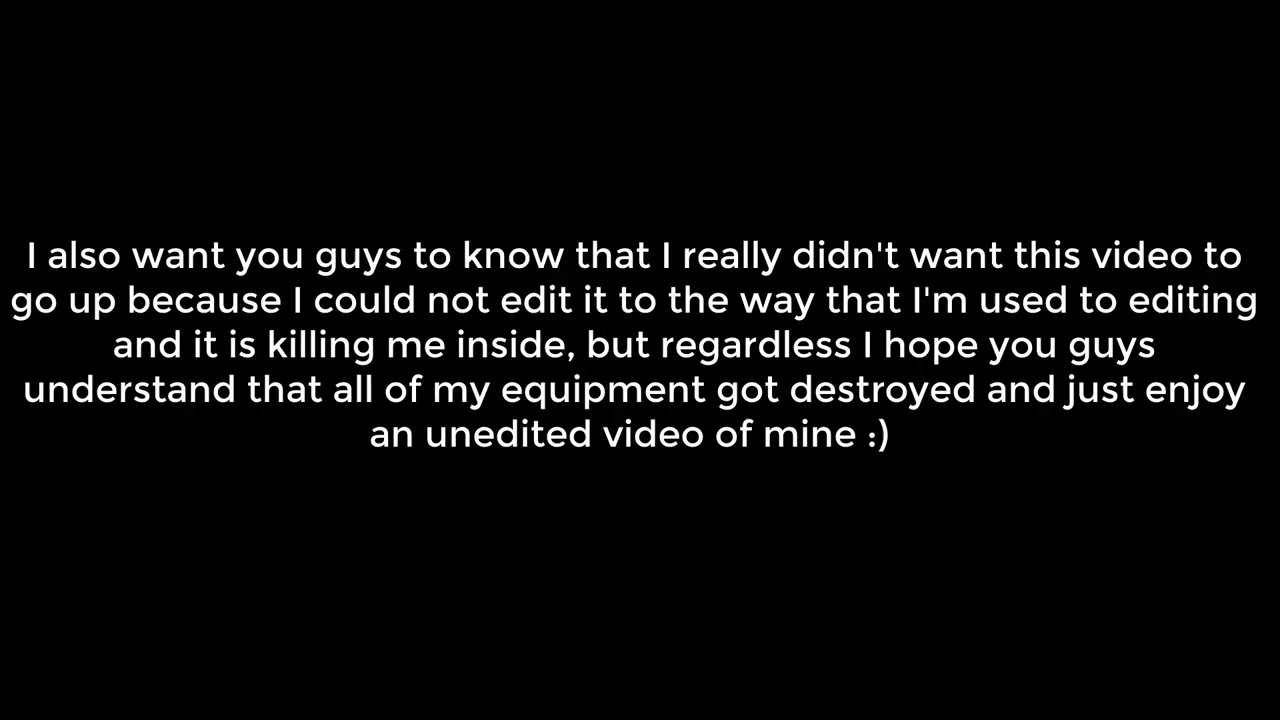 I also want you guys to know that I really didn't want this video to
go up because I could not edit it to the way that I'm used to editing
and it is killing me inside, but regardless I hope you guys
understand that all of my equipment got destroyed and just enjoy
an unedited video of mine :)